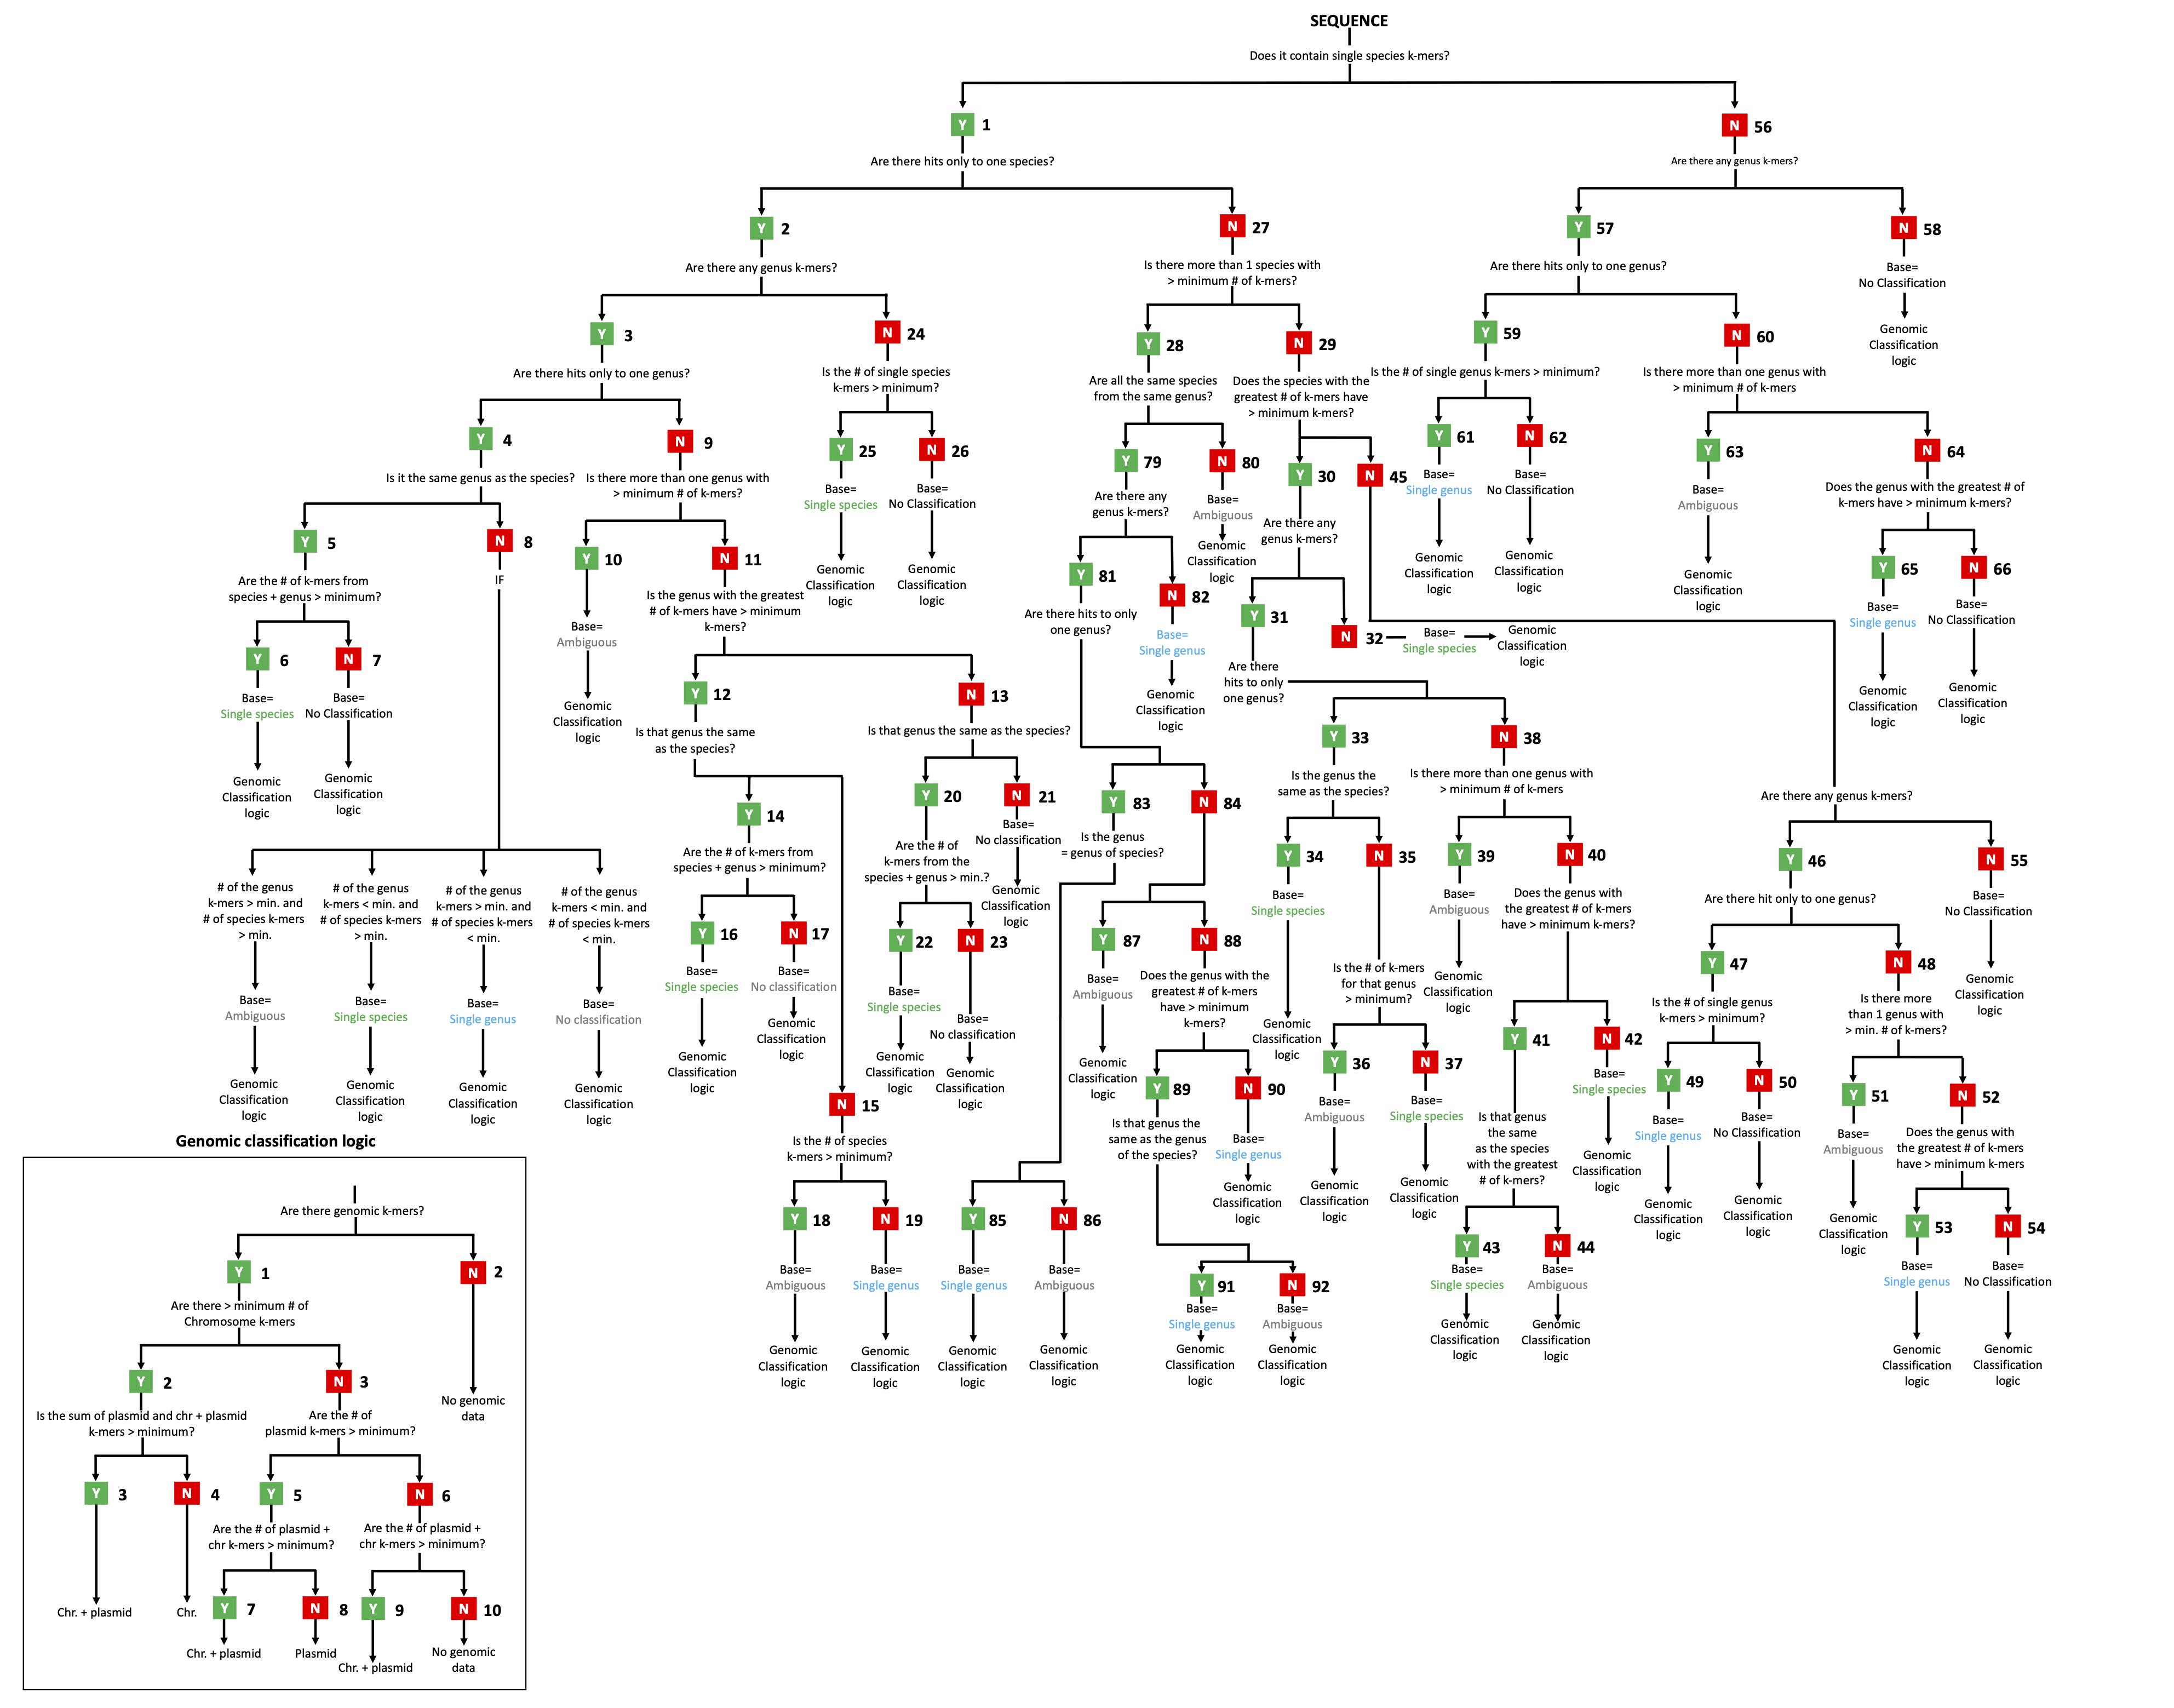 SEQUENCE
Does it contain single species k-mers?
Y 1
N 56
Are there hits only to one species?
Are there any genus k-mers?
Y 2
N 27
Y 57
N 58
Are there any genus k-mers?
Is there more than 1 species with
> minimum # of k-mers?
Are there hits only to one genus?
Base=
No Classification
Genomic
Classification
logic
Y 3
N 24
Y 28
N 29
Y 59
N 60
Are there hits only to one genus?
Is the # of single species
k-mers > minimum?
Are all the same species
from the same genus?
Does the species with the
greatest # of k-mers have
> minimum k-mers?
Is the # of single genus k-mers > minimum?
Is there more than one genus with
> minimum # of k-mers
Y 4
N 9
Y 25
N 26
Y 79
N 80
Y 30
N 45
Y 61
N 62
Y 63
N 64
Is it the same genus as the species?
Is there more than one genus with
> minimum # of k-mers?
Base=
Single species
Genomic
Classification
logic
Base=
No Classification
Genomic
Classification
logic
Are there any
genus k-mers?
Base=
Ambiguous
Genomic
Classification
logic
Are there any
genus k-mers?
Base=
Single genus
Genomic
Classification
logic
Base=
No Classification
Genomic
Classification
logic
Base=
Ambiguous
Genomic
Classification
logic
Does the genus with the greatest # of
k-mers have > minimum k-mers?
Y 5
N 8
Y 10
N 11
Y 81
N 82
Y 31
N 32
Y 65
N 66
Are the # of k-mers from
species + genus > minimum?
IF
Base=
Ambiguous
Genomic
Classification
logic
Is the genus with the greatest
# of k-mers have > minimum
k-mers?
Are there hits to only
one genus?
Base=
Single genus
Genomic
Classification
logic
Are there
hits to only
one genus?
Base=
Single species
Genomic
Classification
logic
Base=
Single genus
Genomic
Classification
logic
Base=
No Classification
Genomic
Classification
logic
Y 6
N 7
Base=
Single species
Genomic
Classification
logic
Base=
No Classification
Genomic
Classification
logic
Y 12
N 13
Is that genus the same
as the species?
Is that genus the same as the species?
Y 33
N 38
Is the genus the
same as the species?
Is there more than one genus with
> minimum # of k-mers
Are there any genus k-mers?
Y 14
Y 20
N 21
Y 83
N 84
Are the # of k-mers from
species + genus > minimum?
Are the # of
k-mers from the
species + genus > min.?
Base=
No classification
Genomic
Classification
logic
Is the genus
= genus of species?
Y 34
N 35
Y 39
N 40
Y 46
N 55
Base=
Single species
Genomic
Classification
logic
Is the # of k-mers
for that genus
> minimum?
Base=
Ambiguous
Genomic
Classification
logic
Does the genus with
the greatest # of k-mers
have > minimum k-mers?
Are there hit only to one genus?
Base=
No Classification
Genomic
Classification
logic
# of the genus
k-mers > min. and
# of species k-mers
> min.
Base=
Ambiguous
Genomic
Classification
logic
# of the genus
k-mers < min. and
# of species k-mers
> min.
Base=
Single species
Genomic
Classification
logic
# of the genus
k-mers > min. and
# of species k-mers
< min.
Base=
Single genus
Genomic
Classification
logic
# of the genus
k-mers < min. and
# of species k-mers
< min.
Base=
No classification
Genomic
Classification
logic
Y 16
N 17
Base=
Single species
Genomic
Classification
logic
Base=
No classification
Genomic
Classification
logic
Y 22
N 23
Base=
Single species
Genomic
Classification
logic
Base=
No classification
Genomic
Classification
logic
Y 87
N 88
Base=
Ambiguous
Genomic
Classification
logic
Does the genus with the
greatest # of k-mers
have > minimum
k-mers?
Y 47
N 48
Is the # of single genus
k-mers > minimum?
Is there more
than 1 genus with
> min. # of k-mers?
Y 36
N 37
Y 41
N 42
Y 49
N 50
Y 51
N 52
Y 89
N 90
Base=
Ambiguous
Genomic
Classification
logic
Base=
Single species
Genomic
Classification
logic
Is that genus
the same
as the species
with the greatest
# of k-mers?
Base=
Single species
Genomic
Classification
logic
Base=
Single genus
Genomic
Classification
logic
Base=
No Classification
Genomic
Classification
logic
Base=
Ambiguous
Genomic
Classification
logic
Does the genus with
the greatest # of k-mers
have > minimum k-mers
Is that genus the
same as the genus
of the species?
Base=
Single genus
Genomic
Classification
logic
N 15
Is the # of species
k-mers > minimum?
Y 18
N 19
Y 85
N 86
Base=
Ambiguous
Genomic
Classification
logic
Base=
Single genus
Genomic
Classification
logic
Base=
Single genus
Genomic
Classification
logic
Base=
Ambiguous
Genomic
Classification
logic
Y 91
N 92
Base=
Single genus
Genomic
Classification
logic
Base=
Ambiguous
Genomic
Classification
logic
Y 43
N 44
Base=
Single species
Genomic
Classification
logic
Base=
Ambiguous
Genomic
Classification
logic
Y 53
N 54
Base=
Single genus
Genomic
Classification
logic
Base=
No Classification
Genomic
Classification
logic
Genomic classification logic
Are there genomic k-mers?
Y 1
N 2
Are there > minimum # of
Chromosome k-mers
No genomic
data
Y 2
N 3
Is the sum of plasmid and chr + plasmid
k-mers > minimum?
Are the # of
plasmid k-mers > minimum?
Y 3
N 4
Y 5
N 6
Are the # of plasmid +
chr k-mers > minimum?
Are the # of plasmid +
chr k-mers > minimum?
Chr. + plasmid
Chr.
Y 7
N 8
Y 9
N 10
Chr. + plasmid
Plasmid
Chr. + plasmid
No genomic
data